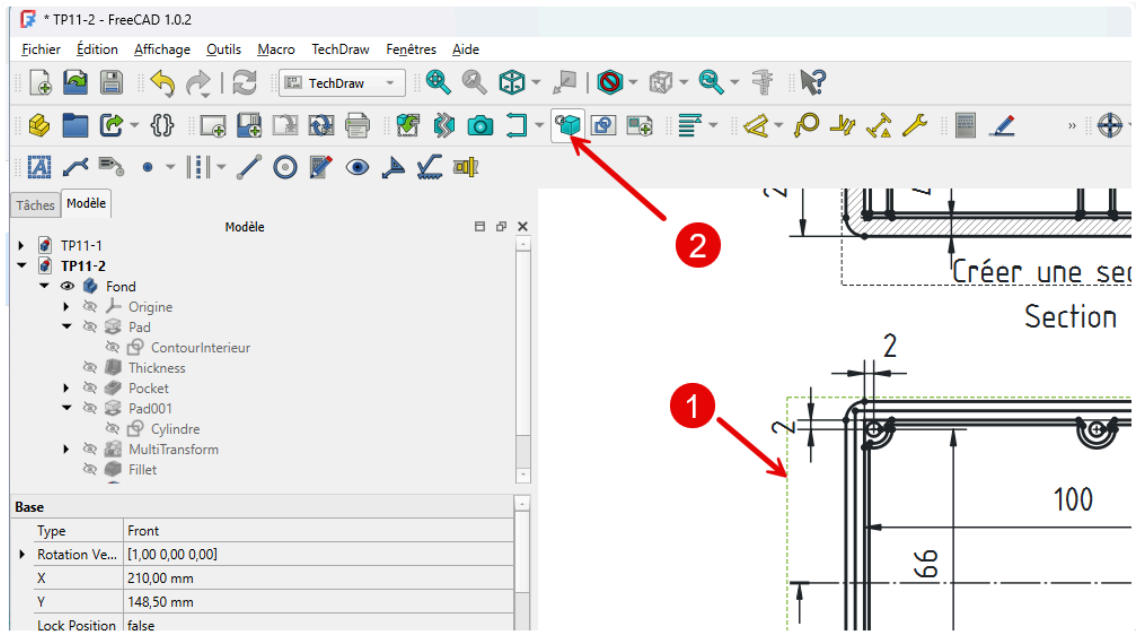 * TP11-2 - FreeCAD 1.0.2
Fichier Édition Affichage Outils Macro TechDraw Fenêtres Aide
TechDraw
»
A
Tâches Modèle
Modèle
TP11-1
TP11-2
Fond
Origine
Pad
ContourInterieur
Thickness
Pocket
Pad001
Cylindre
MultiTransform
Fillet
Base
Type Front
Rotation Ve... [1,00 0,00 0,00]
X 210,00 mm
Y 148,50 mm
Lock Position false
2
Créer une sec
Section
2
1
2
100
66